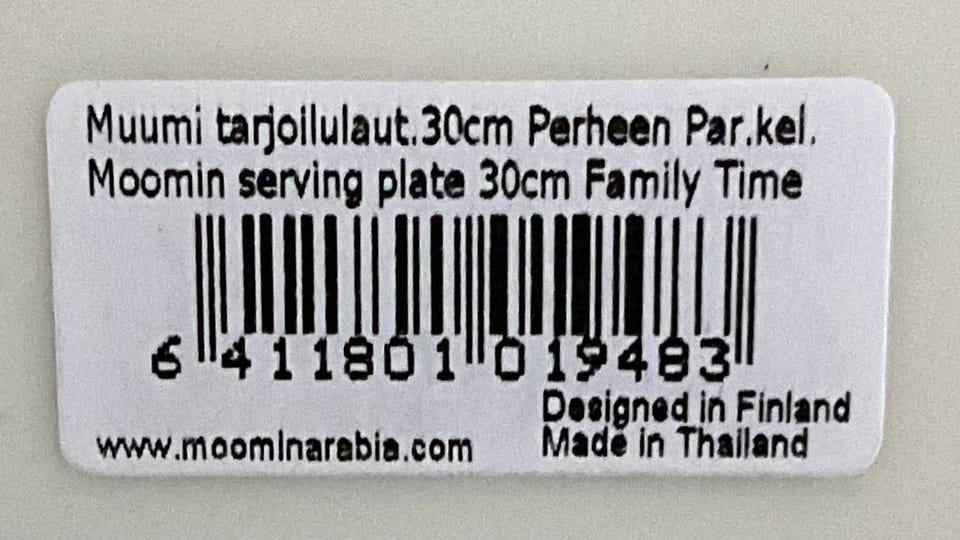 Muumi tarjoilulaut.30cm Perheen Par.kel.
Moomin serving plate 30cm Family Time
6 411801 019483
Designed in Finland
www.moominarabia.com Made in Thailand